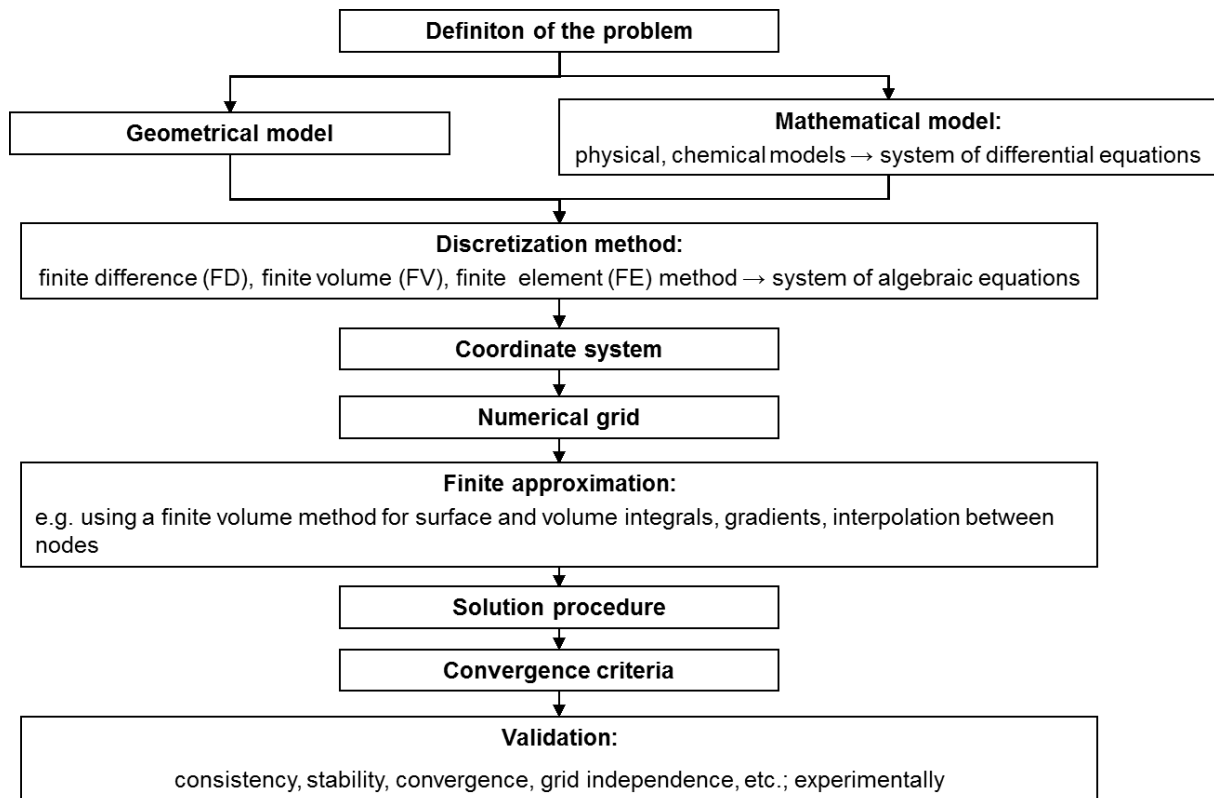 Definiton of the problem
Geometrical model
Mathematical model:
physical, chemical models → system of differential equations
Discretization method:
finite difference (FD), finite volume (FV), finite element (FE) method → system of algebraic equations
Coordinate system
Numerical grid
Finite approximation:
e.g. using a finite volume method for surface and volume integrals, gradients, interpolation between
nodes
Solution procedure
Convergence criteria
Validation:
consistency, stability, convergence, grid independence, etc.; experimentally